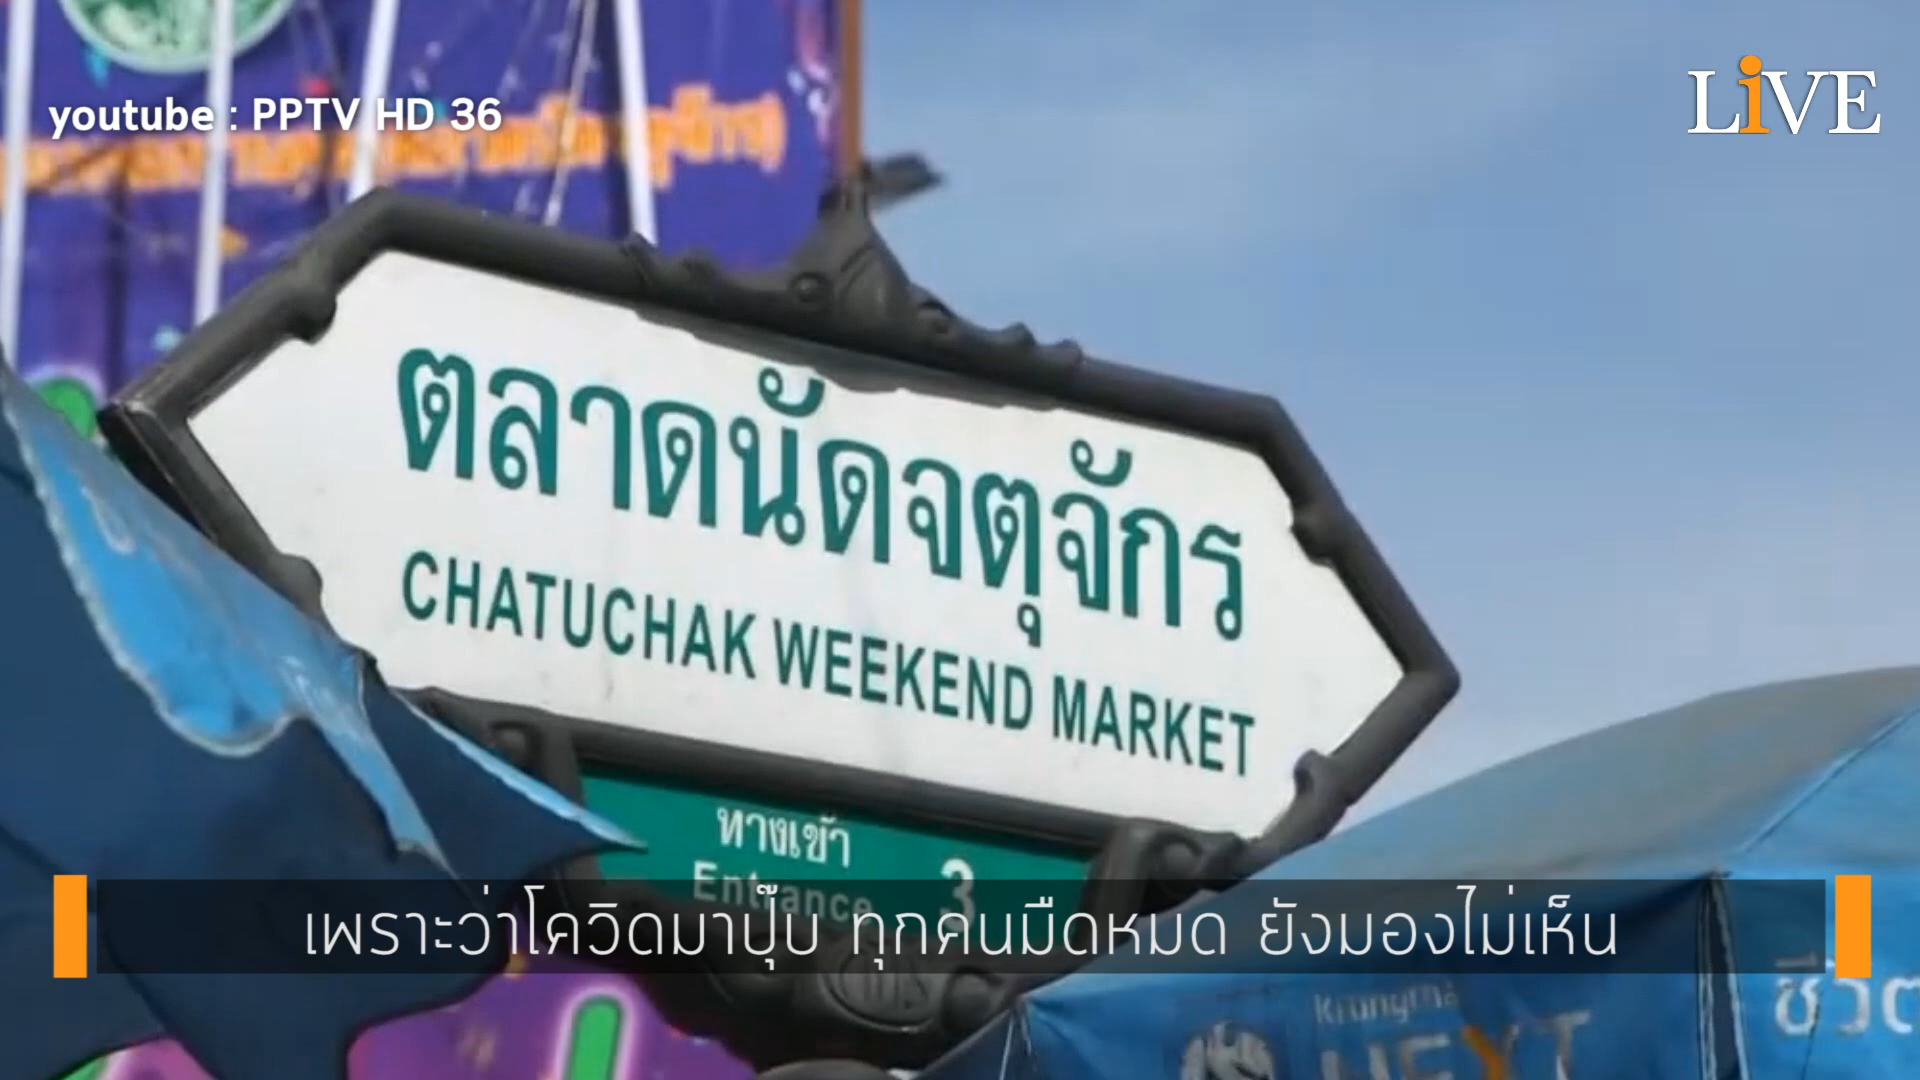 youtube : PPTV HD 36
LiVE
ตลาดนัดจตุจักร
CHATUCHAK WEEKEND MARKET
ทางเข้า
Entrance 3
เพราะว่าโควิดมาปุ๊บ ทุกคนมืดหมด ยังมองไม่เห็น
NEXT